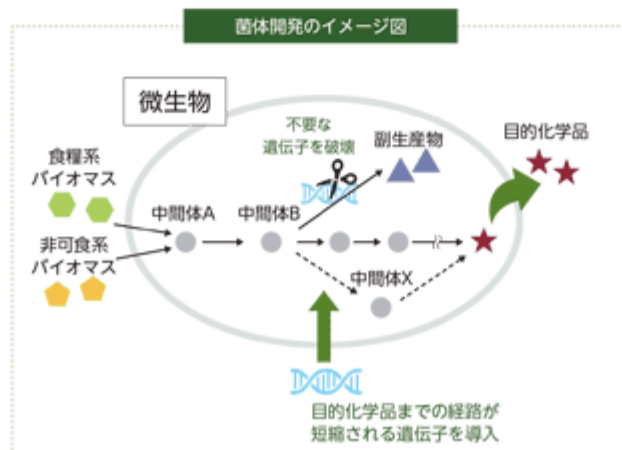 菌体開発のイメージ図
微生物
不要な
遺伝子を破壊
副生産物
目的化学品
食糧系
バイオマス
中間体A
中間体B
非可食系
バイオマス
中間体X
目的化学品までの経路が
短縮される遺伝子を導入